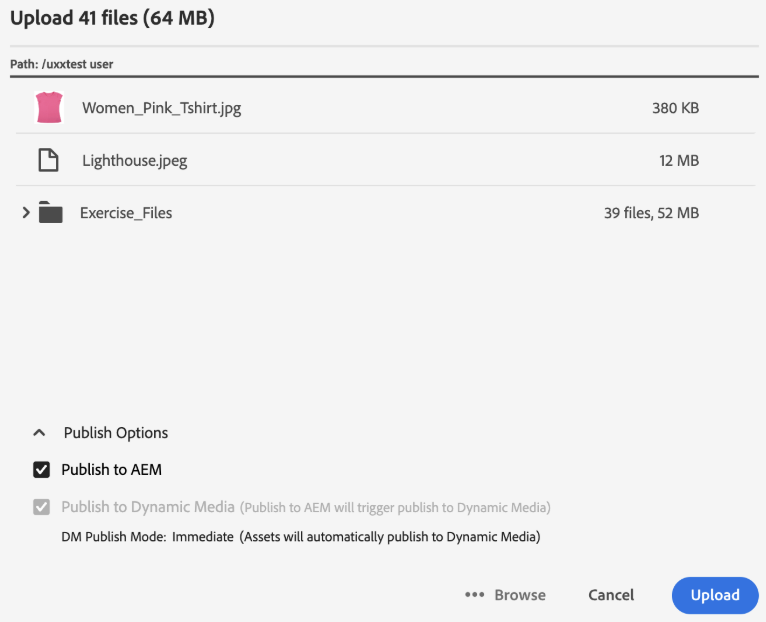 Upload 41 files (64 MB)
Path: /uxxtest user
Women_Pink_Tshirt.jpg 380 KB
Lighthouse.jpeg 12 MB
Exercise_Files 39 files, 52 MB
Publish Options
Publish to AEM
Publish to Dynamic Media (Publish to AEM will trigger publish to Dynamic Media)
DM Publish Mode: Immediate (Assets will automatically publish to Dynamic Media)
••• Browse Cancel Upload